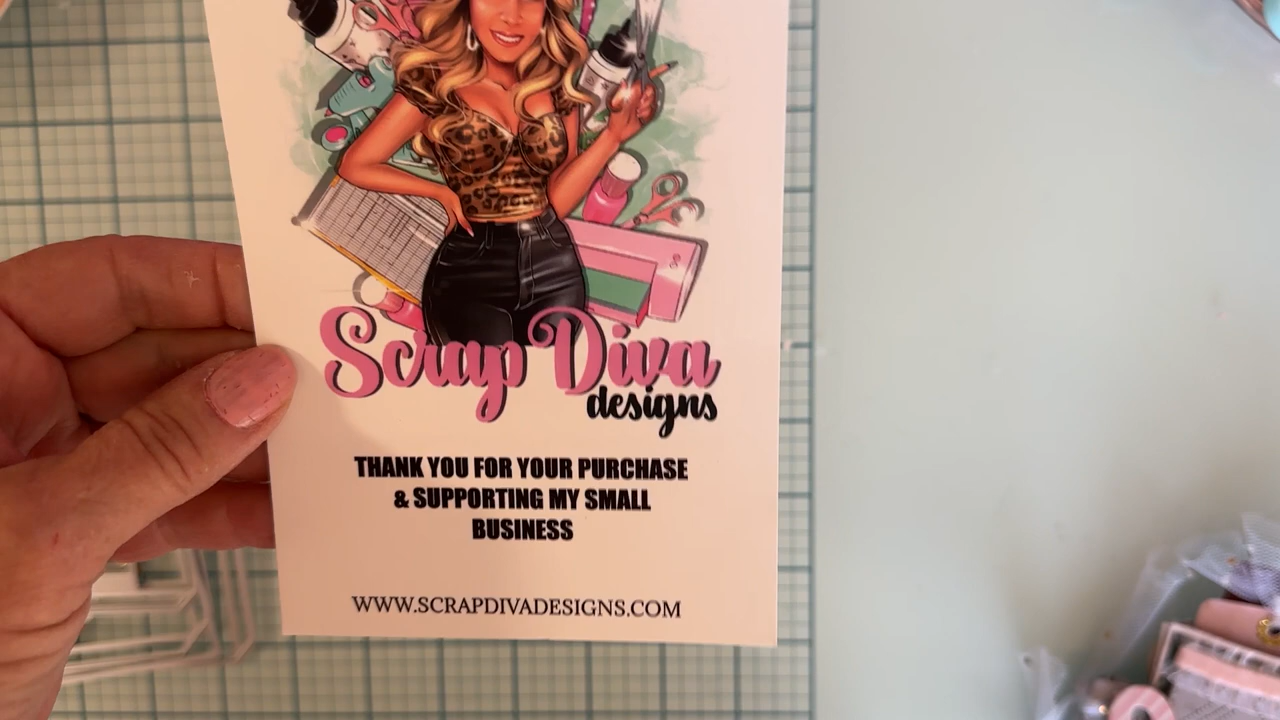 Scrap Diva
designs
THANK YOU FOR YOUR PURCHASE
& SUPPORTING MY SMALL
BUSINESS
WWW.SCRAPDIVADESIGNS.COM